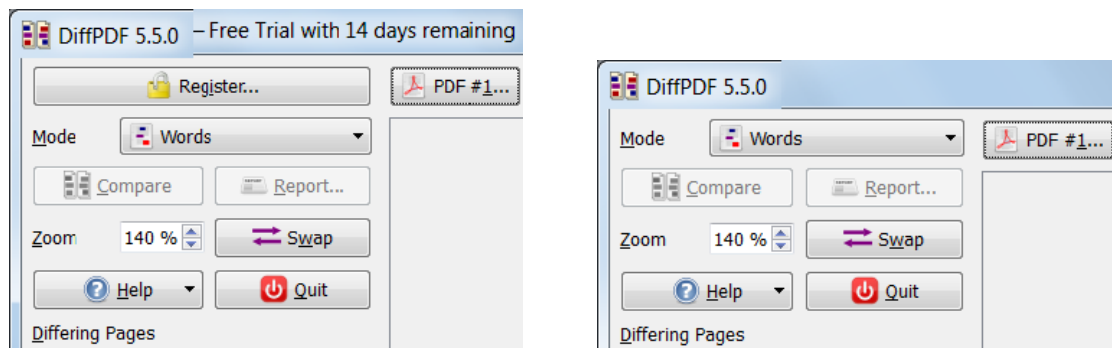 DiffPDF 5.5.0 – Free Trial with 14 days remaining
Register...
PDF #1...
Mode
Words
Compare
Report...
Zoom
140 %
Swap
Help
Quit
Differing Pages
DiffPDF 5.5.0
Mode
Words
PDF #1...
Compare
Report...
Zoom
140 %
Swap
Help
Quit
Differing Pages